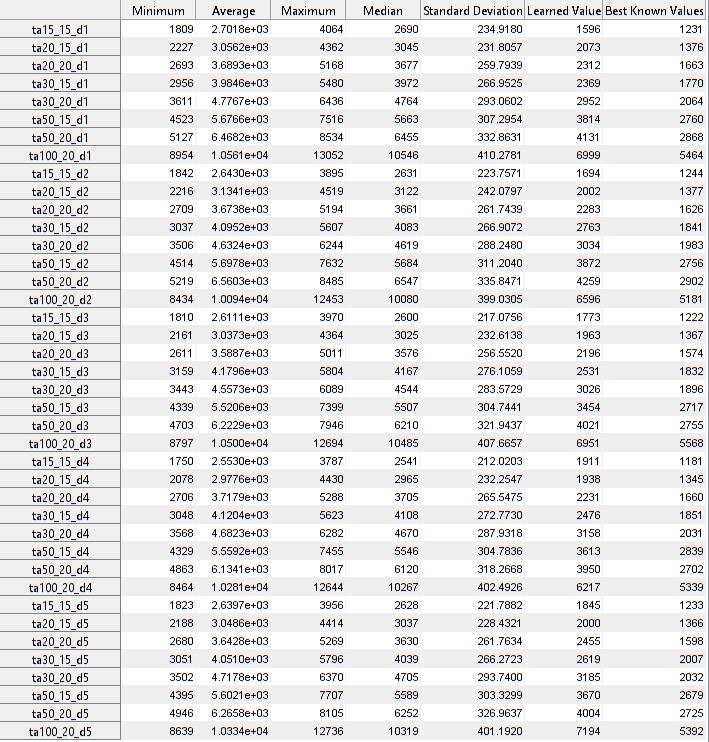 Minimum Average Maximum Median Standard Deviation Learned Value Best Known Values
ta15_15_d1 1809 2.7018e+03 4064 2690 234.9180 1596 1231
ta20_15_d1 2227 3.0562e+03 4362 3045 231.8057 2073 1376
ta20_20_d1 2693 3.6893e+03 5168 3677 259.7939 2312 1663
ta30_15_d1 2956 3.9846e+03 5480 3972 266.9525 2369 1770
ta30_20_d1 3611 4.7767e+03 6436 4764 293.0602 2952 2064
ta50_15_d1 4523 5.6766e+03 7516 5663 307.2954 3814 2760
ta50_20_d1 5127 6.4682e+03 8534 6455 332.8631 4131 2868
ta100_20_d1 8954 1.0561e+04 13052 10546 410.2781 6999 5464
ta15_15_d2 1842 2.6430e+03 3895 2631 223.7571 1694 1244
ta20_15_d2 2216 3.1341e+03 4519 3122 242.0797 2002 1377
ta20_20_d2 2709 3.6738e+03 5194 3661 261.7439 2283 1626
ta30_15_d2 3037 4.0952e+03 5607 4083 266.9072 2763 1841
ta30_20_d2 3506 4.6324e+03 6244 4619 288.2480 3034 1983
ta50_15_d2 4514 5.6978e+03 7632 5684 311.2040 3872 2756
ta50_20_d2 5219 6.5603e+03 8485 6547 335.8471 4259 2902
ta100_20_d2 8434 1.0094e+04 12453 10080 399.0305 6596 5181
ta15_15_d3 1810 2.6111e+03 3970 2600 217.0756 1773 1222
ta20_15_d3 2161 3.0373e+03 4364 3025 232.6138 1963 1367
ta20_20_d3 2611 3.5887e+03 5011 3576 256.5520 2196 1574
ta30_15_d3 3159 4.1796e+03 5804 4167 276.1059 2531 1832
ta30_20_d3 3443 4.5573e+03 6089 4544 283.5729 3026 1896
ta50_15_d3 4339 5.5206e+03 7399 5507 304.7441 3454 2717
ta50_20_d3 4703 6.2229e+03 7946 6210 321.9437 4021 2755
ta100_20_d3 8797 1.0500e+04 12694 10485 407.6657 6951 5568
ta15_15_d4 1750 2.5530e+03 3787 2541 212.0203 1911 1181
ta20_15_d4 2078 2.9776e+03 4430 2965 232.2547 1938 1345
ta20_20_d4 2706 3.7179e+03 5288 3705 265.5475 2231 1660
ta30_15_d4 3048 4.1204e+03 5623 4108 272.7730 2476 1851
ta30_20_d4 3568 4.6823e+03 6282 4670 287.9318 3158 2031
ta50_15_d4 4329 5.5592e+03 7455 5546 304.7836 3613 2839
ta50_20_d4 4863 6.1341e+03 8017 6120 318.2668 3950 2702
ta100_20_d4 8464 1.0281e+04 12644 10267 402.4926 6217 5339
ta15_15_d5 1823 2.6397e+03 3956 2628 221.7882 1845 1233
ta20_15_d5 2188 3.0486e+03 4414 3037 228.4321 2000 1366
ta20_20_d5 2680 3.6428e+03 5269 3630 261.7634 2455 1598
ta30_15_d5 3051 4.0510e+03 5796 4039 266.2723 2619 2007
ta30_20_d5 3502 4.7178e+03 6370 4705 293.7400 3185 2032
ta50_15_d5 4395 5.6021e+03 7707 5589 303.3299 3670 2679
ta50_20_d5 4946 6.2658e+03 8105 6252 326.9637 4004 2725
ta100_20_d5 8639 1.0334e+04 12736 10319 401.1920 7194 5392